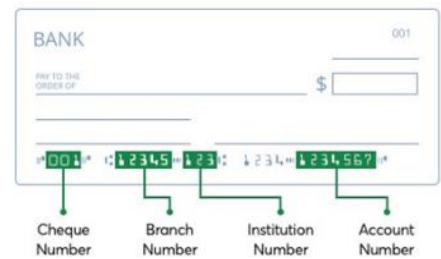 BANK 001
PAY TO THE
ORDER OF $
⑈001⑈ ⑆12345⑉123⑆ 1234⑉1234567⑈
Cheque Number
Branch Number
Institution Number
Account Number